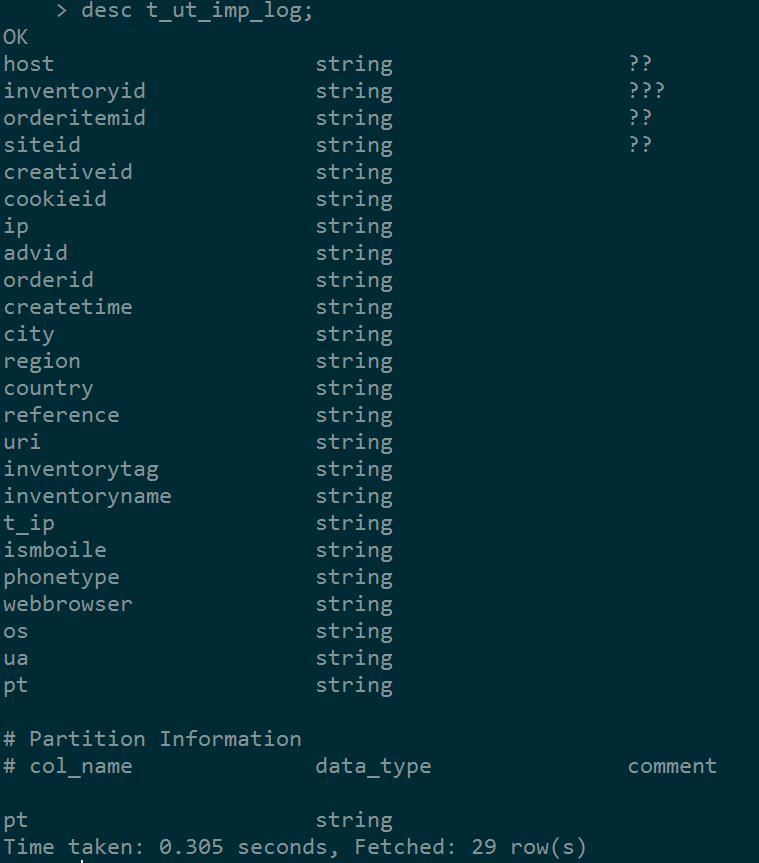 > desc t_ut_imp_log;
OK
host string ??
inventoryid string ???
orderitemid string ??
siteid string ??
creativeid string
cookieid string
ip string
advid string
orderid string
createtime string
city string
region string
country string
reference string
uri string
inventorytag string
inventoryname string
t_ip string
ismboile string
phonetype string
webbrowser string
os string
ua string
pt string
# Partition Information
# col_name data_type comment
pt string
Time taken: 0.305 seconds, Fetched: 29 row(s)